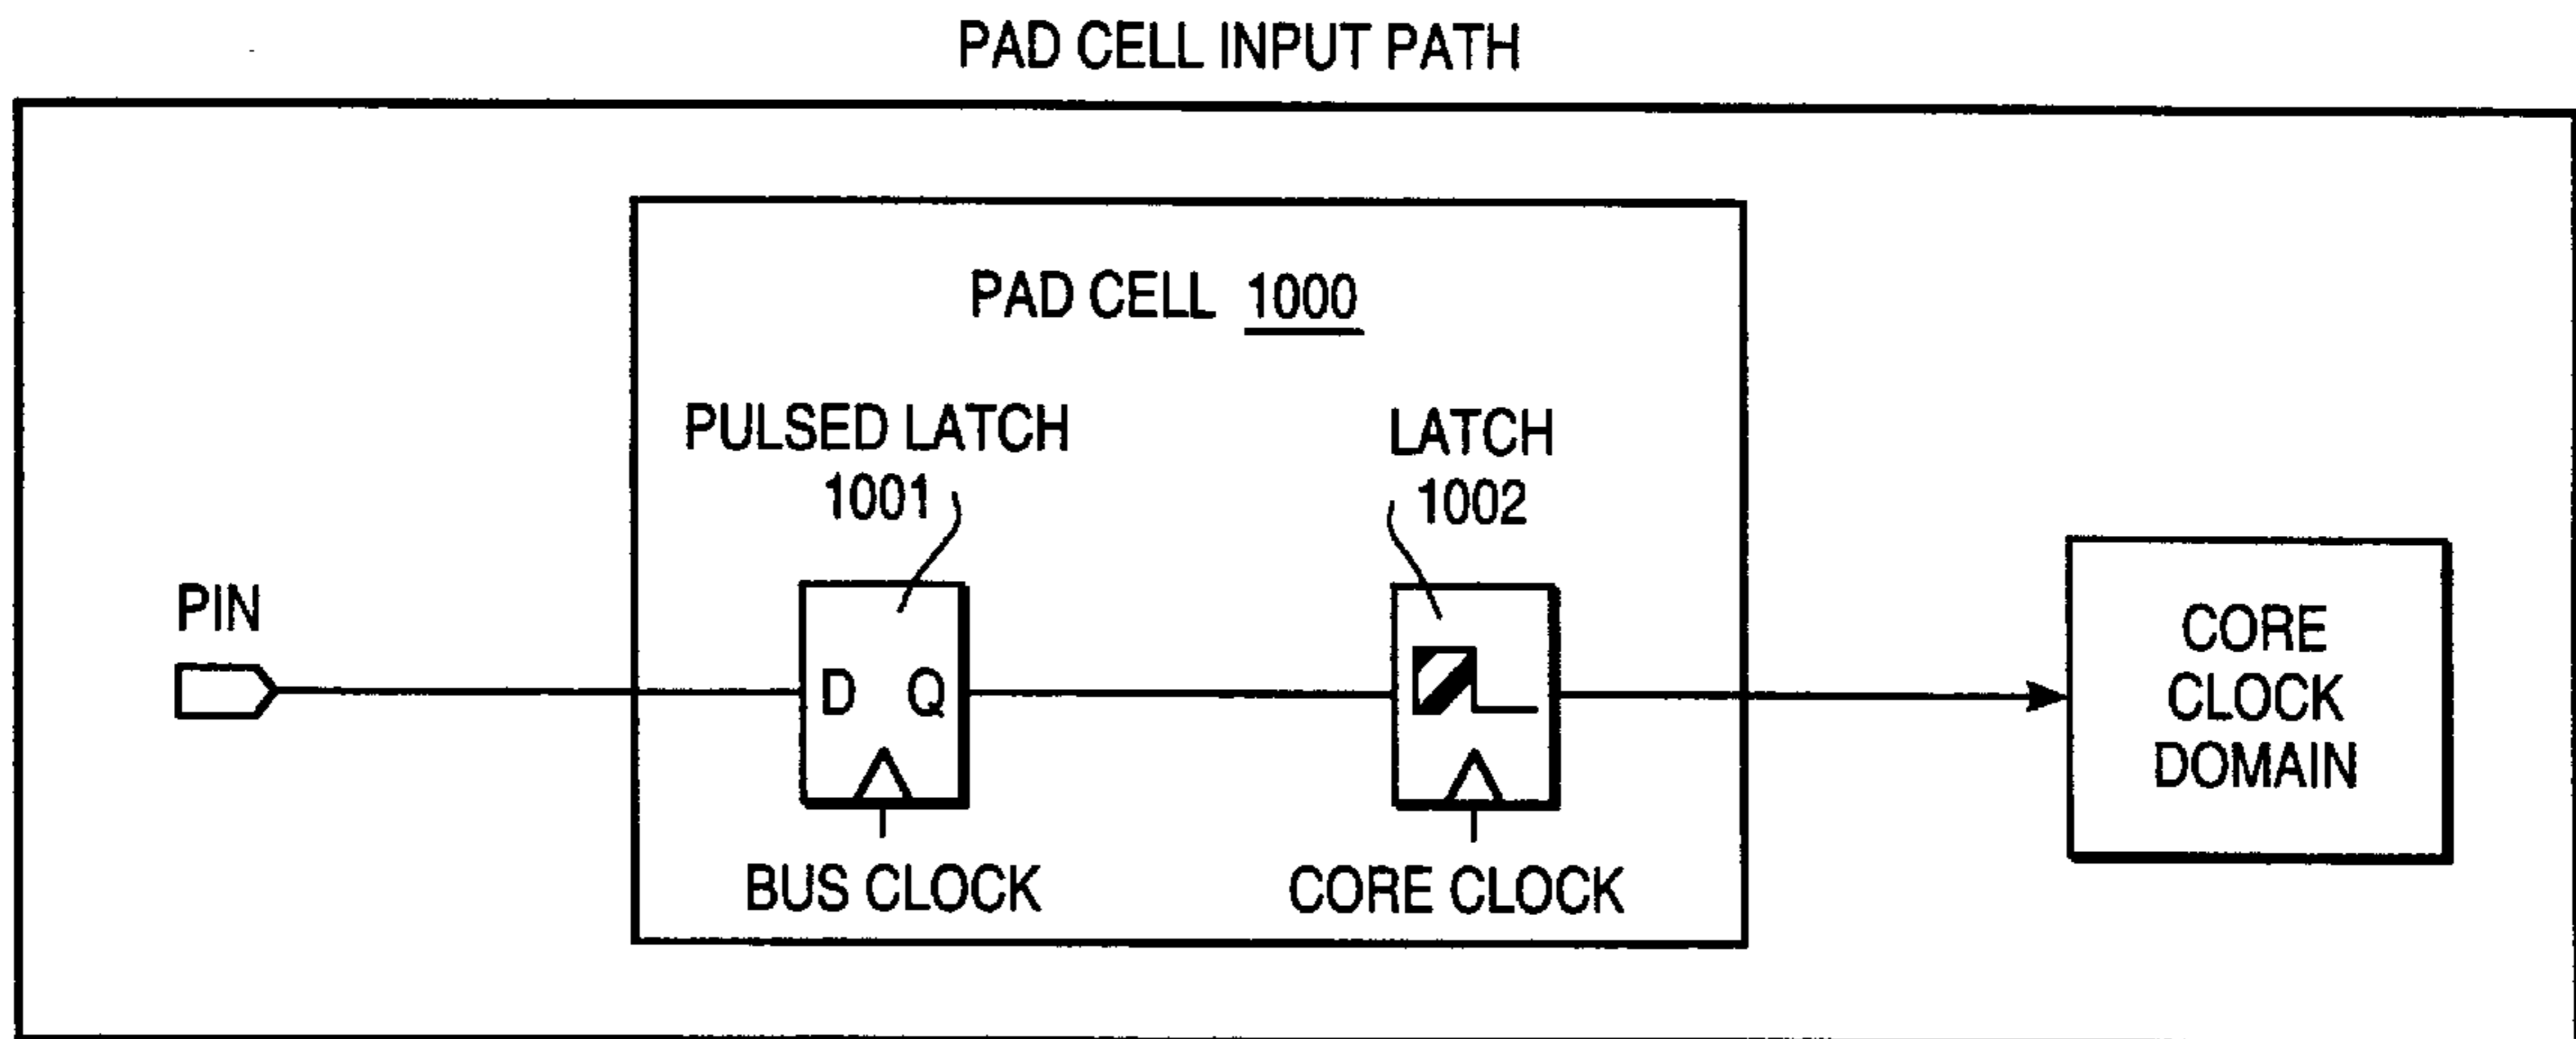 PAD CELL INPUT PATH
PAD CELL 1000
PULSED LATCH
1001
LATCH
1002
PIN
D Q
BUS CLOCK
CORE CLOCK
CORE
CLOCK
DOMAIN